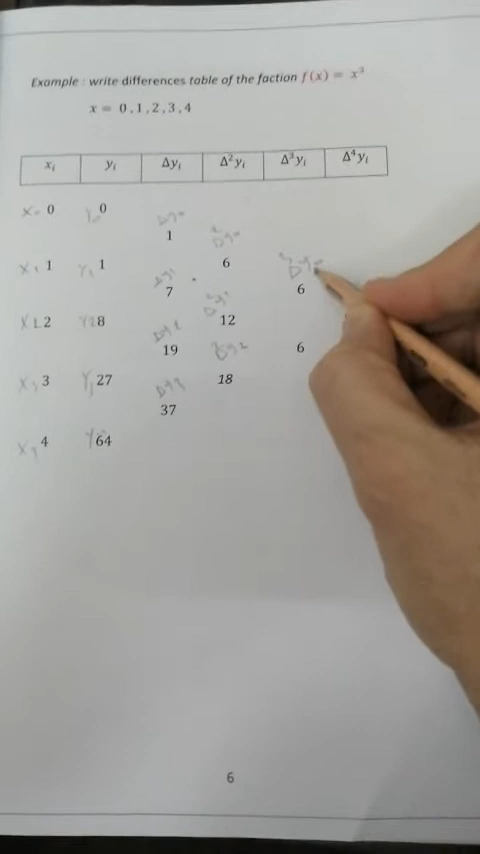 Example : write differences table of the faction f(x) = x³
x = 0 , 1 , 2 , 3 , 4
xᵢ yᵢ Δyᵢ Δ²yᵢ Δ³yᵢ Δ⁴yᵢ
x₀ 0 y₀ 0
Δy₀
1 Δ²y₀
x₁ 1 y₁ 1 6
Δy₁ Δ³y₀
7 6
Δ²y₁
x₂ 2 y₂ 8 12
Δy₂
19 Δ²y₂ 6
x₃ 3 y₃ 27 18
Δy₃
37
4 64
6